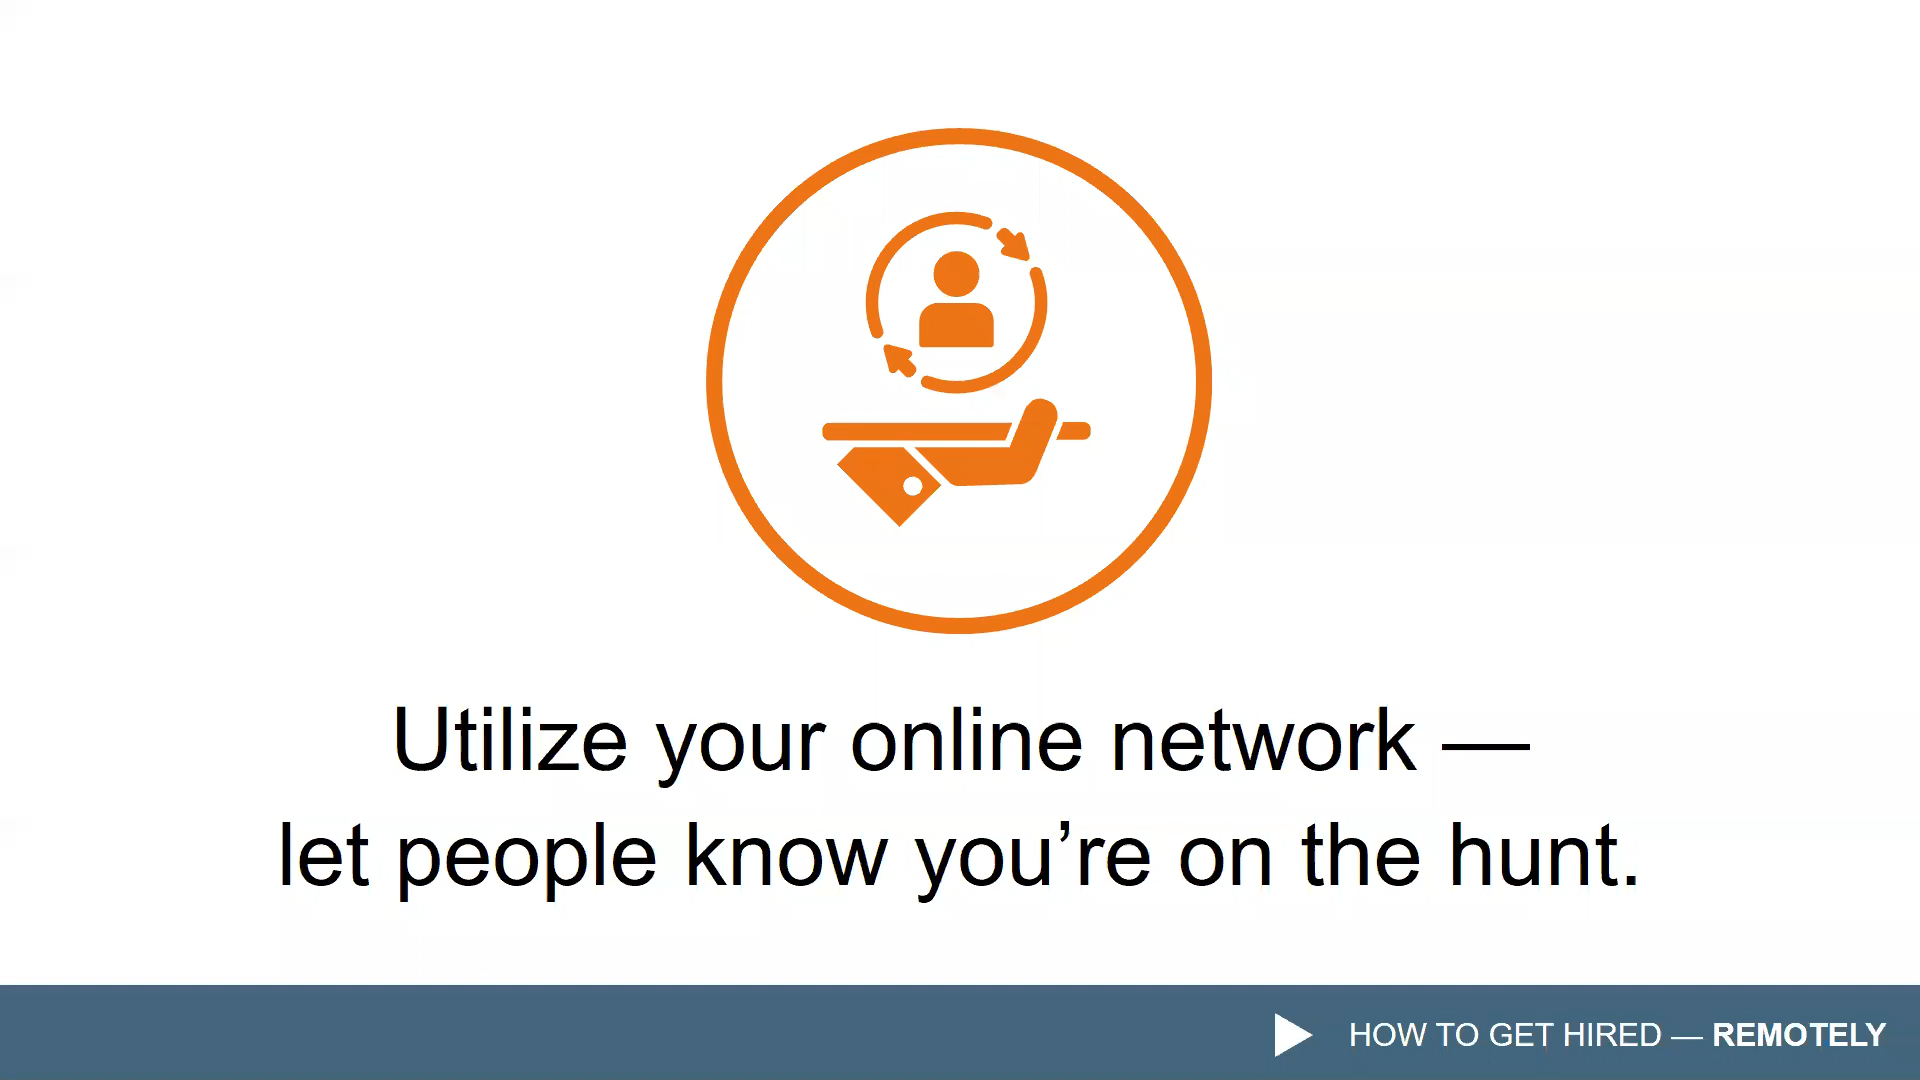 Utilize your online network —
let people know you’re on the hunt.
HOW TO GET HIRED — REMOTELY